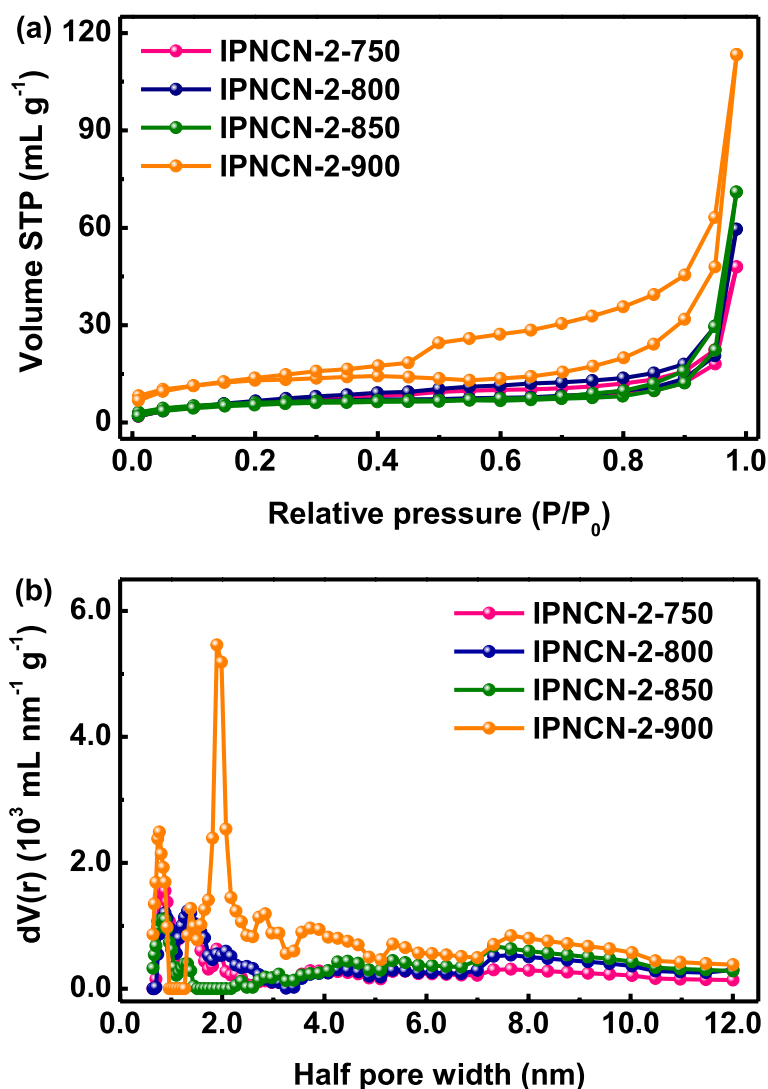 (a)
120
90
60
30
0
Volume STP (mL g⁻¹)
IPNCN-2-750
IPNCN-2-800
IPNCN-2-850
IPNCN-2-900
0.0 0.2 0.4 0.6 0.8 1.0
Relative pressure (P/P₀)
(b)
6.0
4.0
2.0
0.0
dV(r) (10³ mL nm⁻¹ g⁻¹)
IPNCN-2-750
IPNCN-2-800
IPNCN-2-850
IPNCN-2-900
0.0 2.0 4.0 6.0 8.0 10.0 12.0
Half pore width (nm)